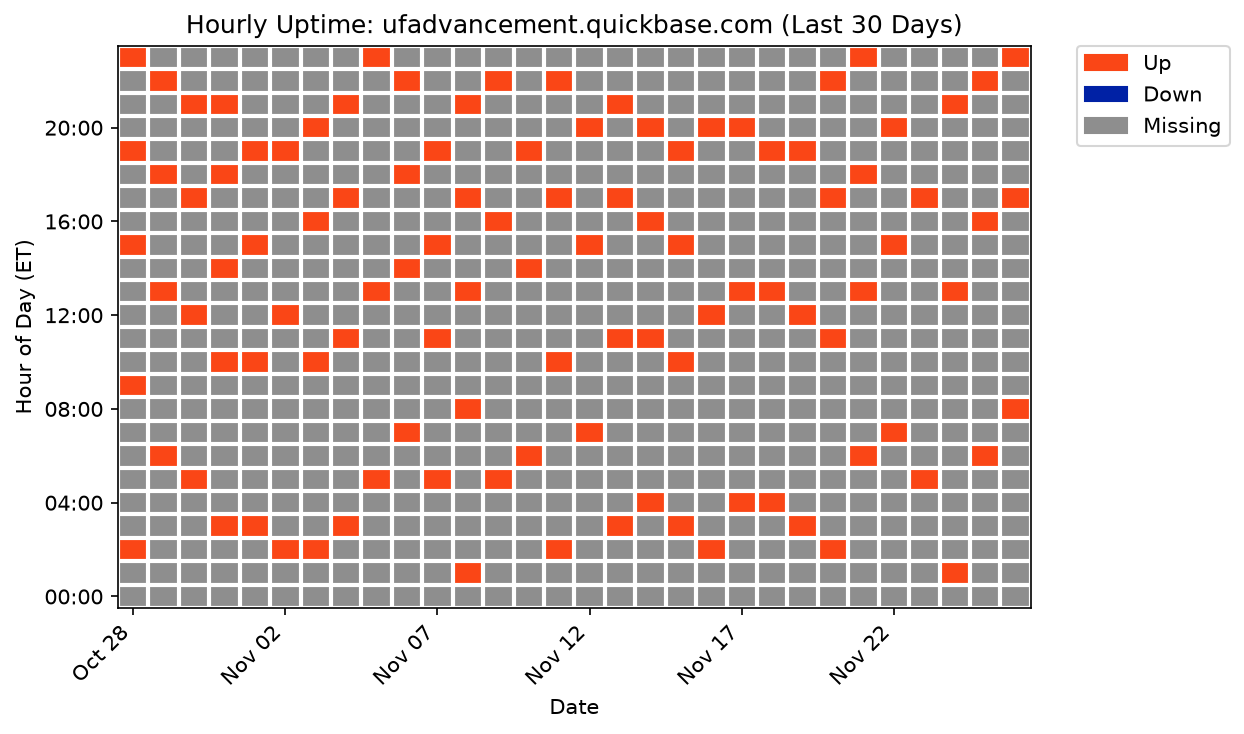 Hourly Uptime: ufadvancement.quickbase.com (Last 30 Days)
Up
Down
Missing
20:00
16:00
12:00
08:00
04:00
00:00
Hour of Day (ET)
Oct 28
Nov 02
Nov 07
Nov 12
Nov 17
Nov 22
Date